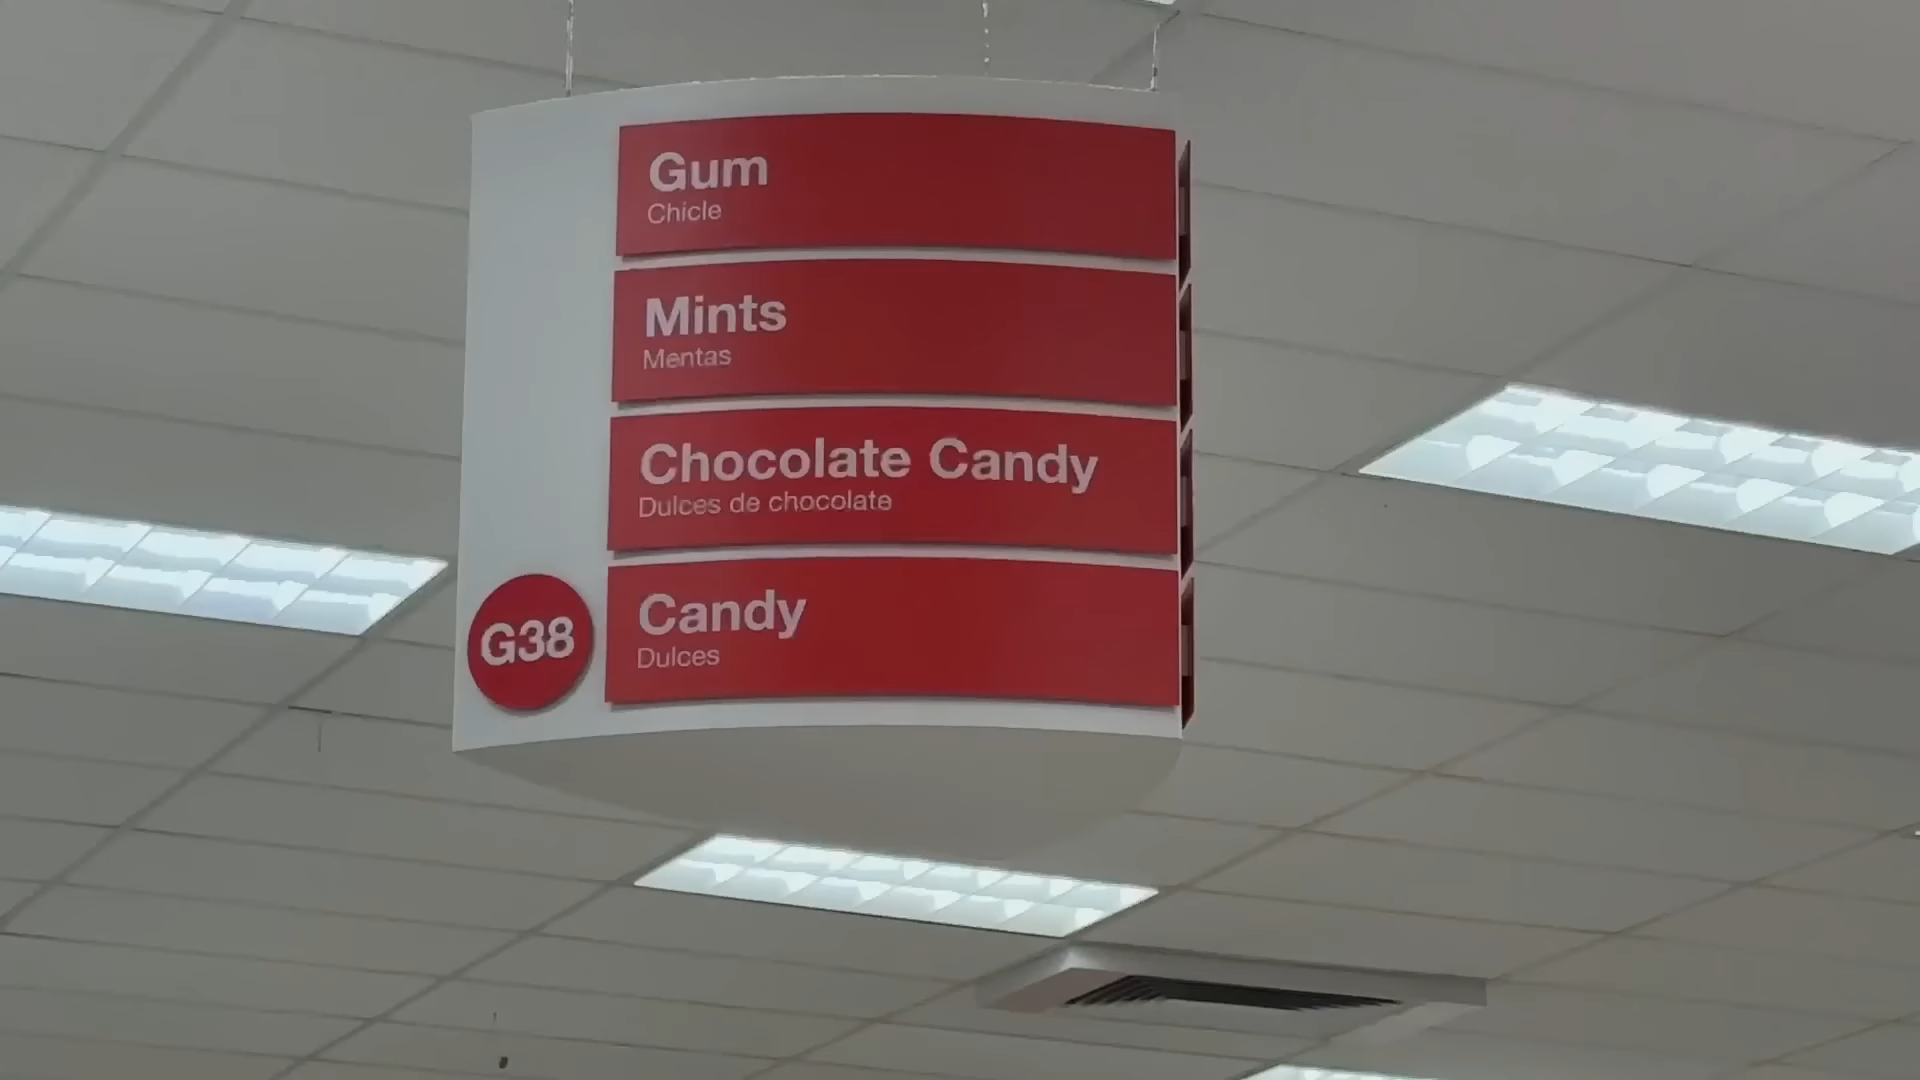 Gum
Chicle
Mints
Mentas
Chocolate Candy
Dulces de chocolate
Candy
Dulces
G38